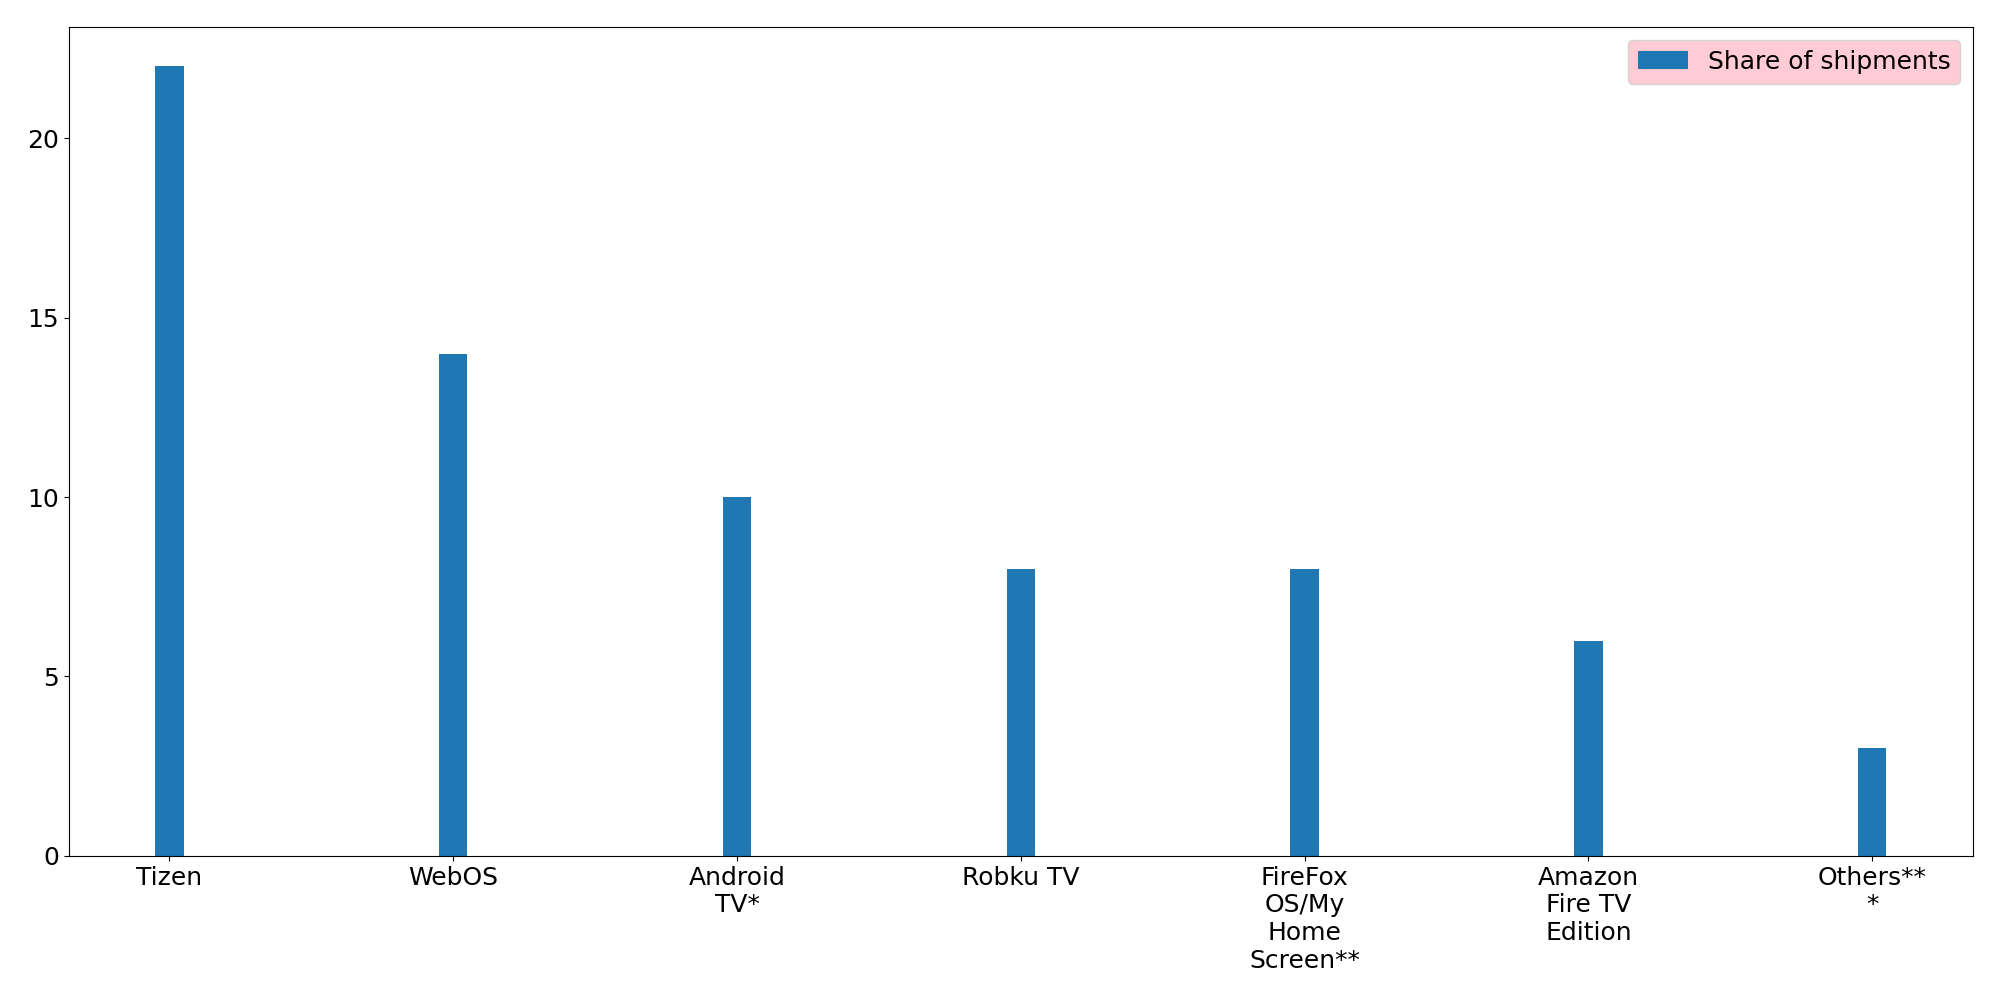 Share of shipments
20
15
10
5
0
Tizen
WebOS
Android
TV*
Robku TV
FireFox
OS/My
Home
Screen**
Amazon
Fire TV
Edition
Others**
*